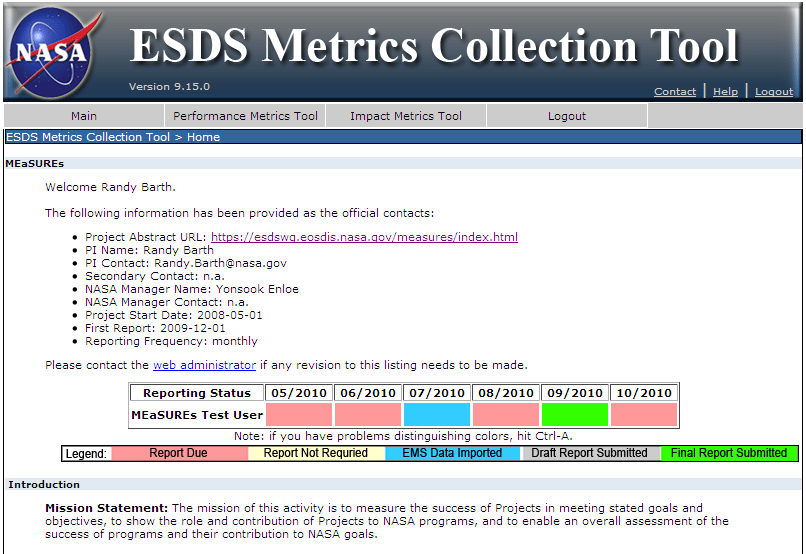 NASA
ESDS Metrics Collection Tool
Version 9.15.0
Contact | Help | Logout
Main Performance Metrics Tool Impact Metrics Tool Logout
ESDS Metrics Collection Tool > Home
MEaSUREs
Welcome Randy Barth.
The following information has been provided as the official contacts:
• Project Abstract URL: https://esdswg.eosdis.nasa.gov/measures/index.html
• PI Name: Randy Barth
• PI Contact: Randy.Barth@nasa.gov
• Secondary Contact: n.a.
• NASA Manager Name: Yonsook Enloe
• NASA Manager Contact: n.a.
• Project Start Date: 2008-05-01
• First Report: 2009-12-01
• Reporting Frequency: monthly
Please contact the web administrator if any revision to this listing needs to be made.
Reporting Status 05/2010 06/2010 07/2010 08/2010 09/2010 10/2010
MEaSUREs Test User
Note: if you have problems distinguishing colors, hit Ctrl-A.
Legend: Report Due Report Not Requried EMS Data Imported Draft Report Submitted Final Report Submitted
Introduction
Mission Statement: The mission of this activity is to measure the success of Projects in meeting stated goals and
objectives, to show the role and contribution of Projects to NASA programs, and to enable an overall assessment of the
success of programs and their contribution to NASA goals.